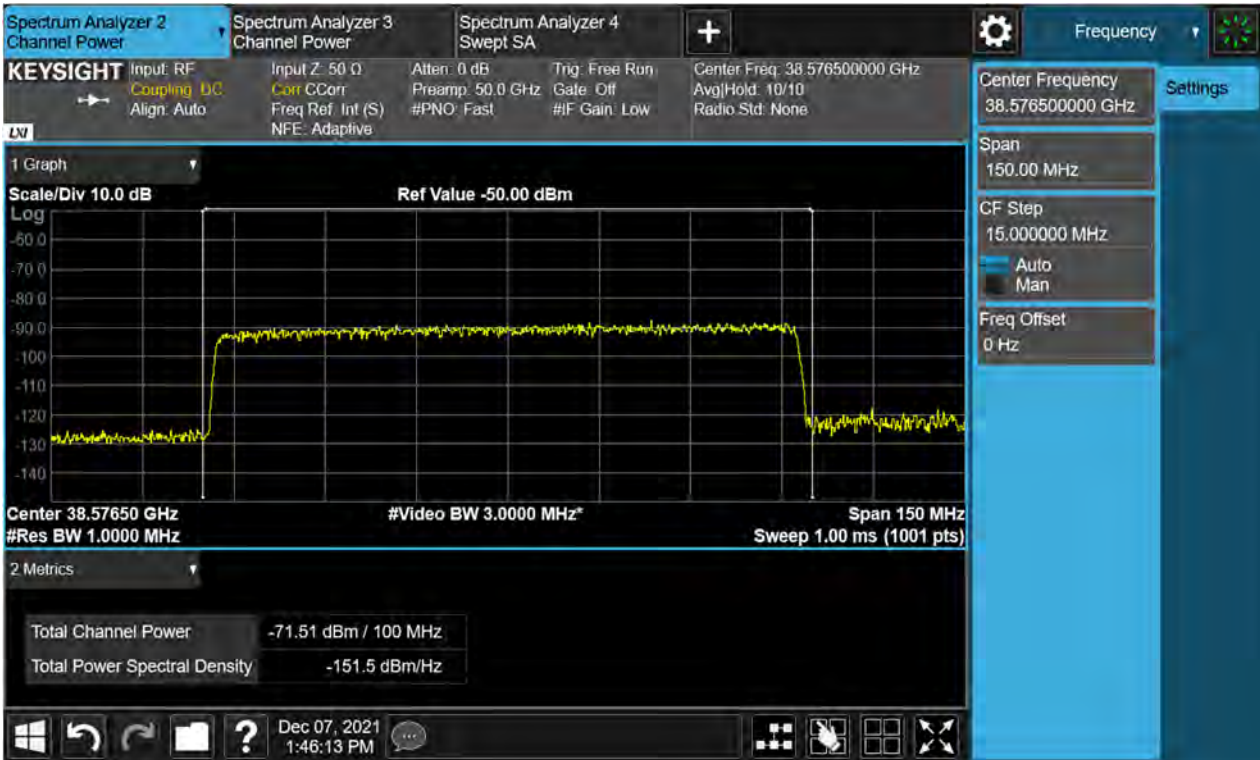 Spectrum Analyzer 2
Channel Power
Spectrum Analyzer 3
Channel Power
Spectrum Analyzer 4
Swept SA
Frequency
KEYSIGHT
LXI
Input: RF
Coupling: DC
Align: Auto
Input Z: 50 Ω
Corr CCorr
Freq Ref: Int (S)
NFE: Adaptive
Atten: 0 dB
Preamp: 50.0 GHz
#PNO: Fast
Trig: Free Run
Gate: Off
#IF Gain: Low
Center Freq: 38.576500000 GHz
Avg|Hold: 10/10
Radio Std: None
Center Frequency
38.576500000 GHz
Settings
Span
150.00 MHz
CF Step
15.000000 MHz
Auto
Man
Freq Offset
0 Hz
1 Graph
Scale/Div 10.0 dB
Ref Value -50.00 dBm
Log
-60.0
-70.0
-80.0
-90.0
-100
-110
-120
-130
-140
Center 38.57650 GHz
#Video BW 3.0000 MHz*
Span 150 MHz
#Res BW 1.0000 MHz
Sweep 1.00 ms (1001 pts)
2 Metrics
Total Channel Power
-71.51 dBm / 100 MHz
Total Power Spectral Density
-151.5 dBm/Hz
?
Dec 07, 2021
1:46:13 PM